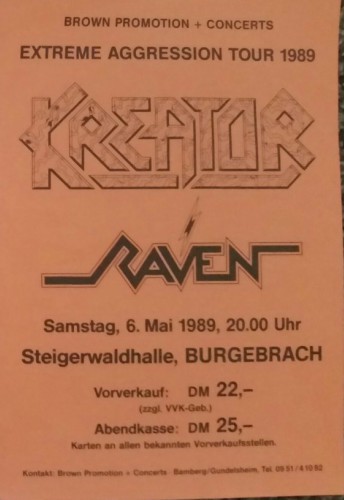 BROWN PROMOTION + CONCERTS
EXTREME AGGRESSION TOUR 1989
KREATOR
RAVEN
Samstag, 6. Mai 1989, 20.00 Uhr
Steigerwaldhalle, BURGEBRACH
Vorverkauf: DM 22,–
(zzgl. VVK-Geb.)
Abendkasse: DM 25,–
Karten an allen bekannten Vorverkaufsstellen.
Kontakt: Brown Promotion + Concerts · Bamberg/Gundelsheim, Tel. 09 51/4 10 92